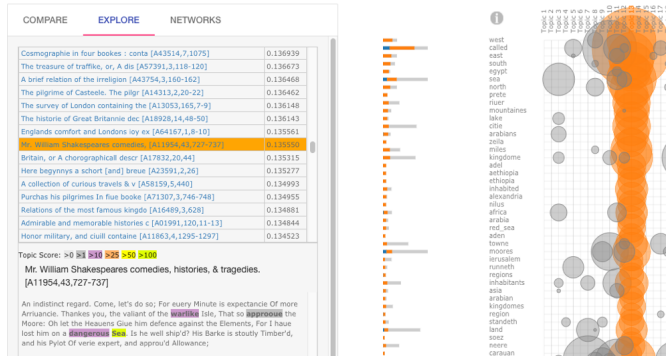 COMPARE EXPLORE NETWORKS
Cosmographie in four bookes : conta [A43514,7,1075] 0.136939
The treasure of traffike, or, A dis [A57391,3,118-120] 0.136673
A brief relation of the irreligion [A43754,3,160-162] 0.136468
The pilgrime of Casteele. The pilgr [A14313,2,20-22] 0.136462
The survey of London containing the [A13053,165,7-9] 0.136148
The historie of Great Britannie dec [A18928,14,48-50] 0.136143
Englands comfort and Londons ioy ex [A64167,1,8-10] 0.135561
Mr. William Shakespeares comedies, [A11954,43,727-737] 0.135550
Britain, or A chorographicall descr [A17832,20,44] 0.135315
Here begynnys a schort [and] breue [A23591,2,26] 0.135277
A collection of curious travels & v [A58159,5,440] 0.134993
Purchas his pilgrimes In fiue booke [A71307,3,746-748] 0.134955
Relations of the most famous kingdo [A16489,3,628] 0.134881
Admirable and memorable histories c [A01991,120,11-13] 0.134844
Honor military, and ciuill containe [A11863,4,1295-1297] 0.134523
Topic Score: >0 >1 >10 >25 >50 >100
Mr. William Shakespeares comedies, histories, & tragedies.
[A11954,43,727-737]
An indistinct regard. Come, let's do so; For euery Minute is expectancie Of more
Arriuancie. Thankes you, the valiant of the warlike Isle, That so approoue the
Moore: Oh let the Heauens Giue him defence against the Elements, For I haue
lost him on a dangerous Sea. Is he well ship'd? His Barke is stoutly Timber'd,
and his Pylot Of verie expert, and approu'd Allowance;
i
west
called
east
south
egypt
sea
north
prete
riuer
mountaines
lake
citie
arabians
zeila
miles
kingdome
adel
aethiopia
ethiopia
inhabited
alexandria
nilus
africa
arabia
red_sea
aden
towne
moores
ierusalem
runneth
regions
inhabitants
asia
arabian
kingdomes
region
standeth
land
soez
neere
carauan
Topic 1